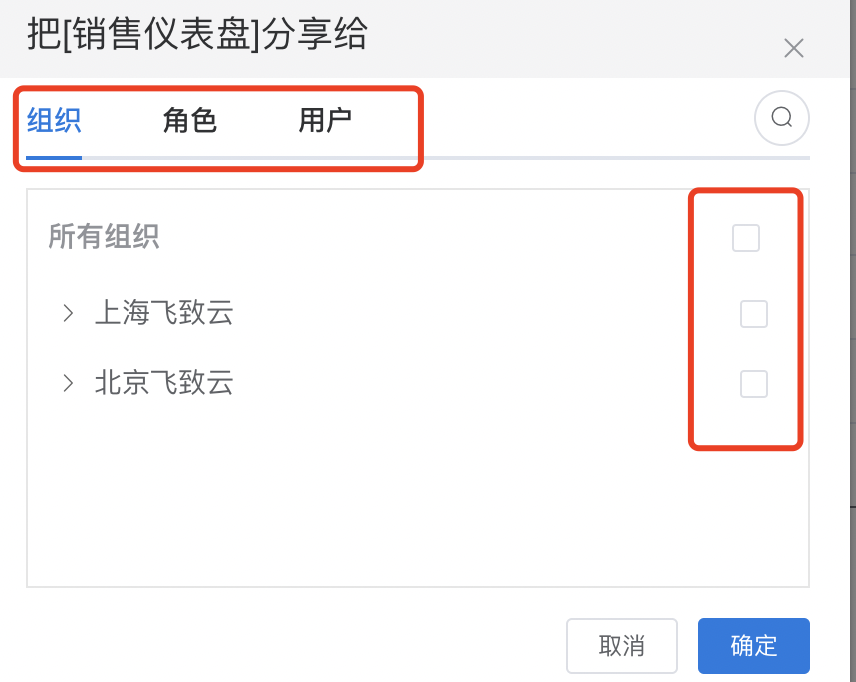 把[销售仪表盘]分享给
组织 角色 用户
所有组织
上海飞致云
北京飞致云
取消 确定